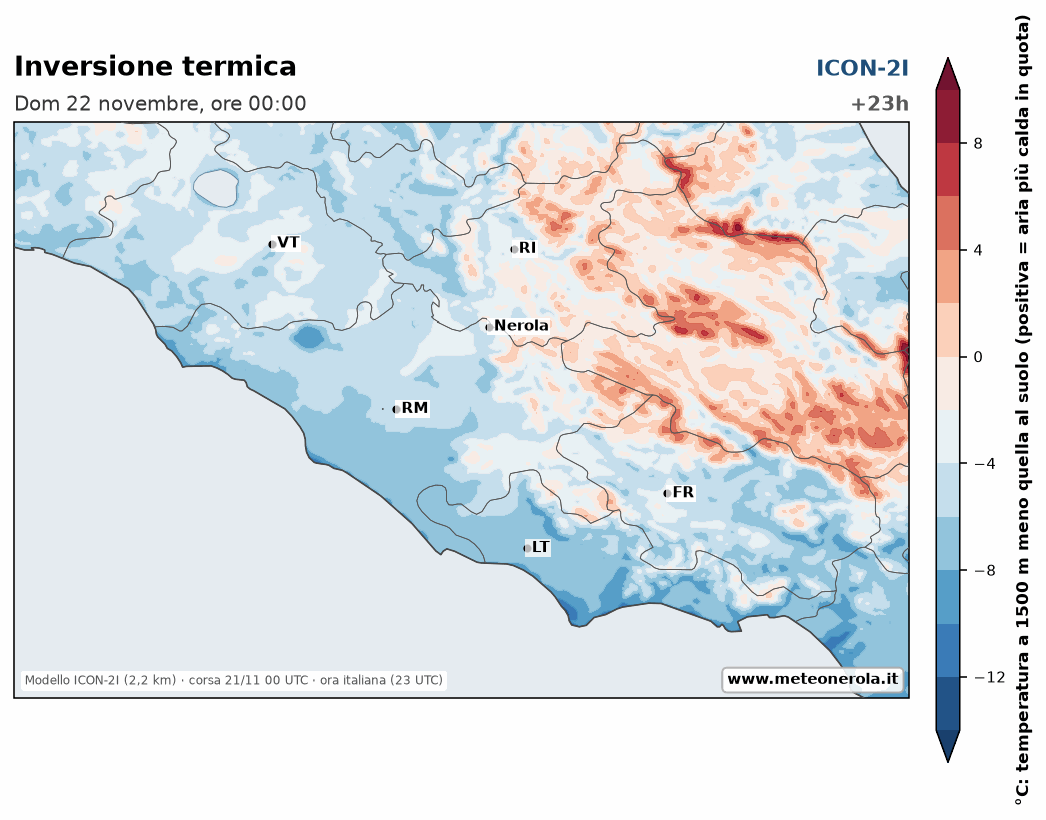 Inversione termica
ICON-2I
Dom 22 novembre, ore 00:00
+23h
VT
RI
Nerola
RM
FR
LT
Modello ICON-2I (2,2 km) · corsa 21/11 00 UTC · ora italiana (23 UTC)
www.meteonerola.it
8
4
0
−4
−8
−12
°C: temperatura a 1500 m meno quella al suolo (positiva = aria più calda in quota)